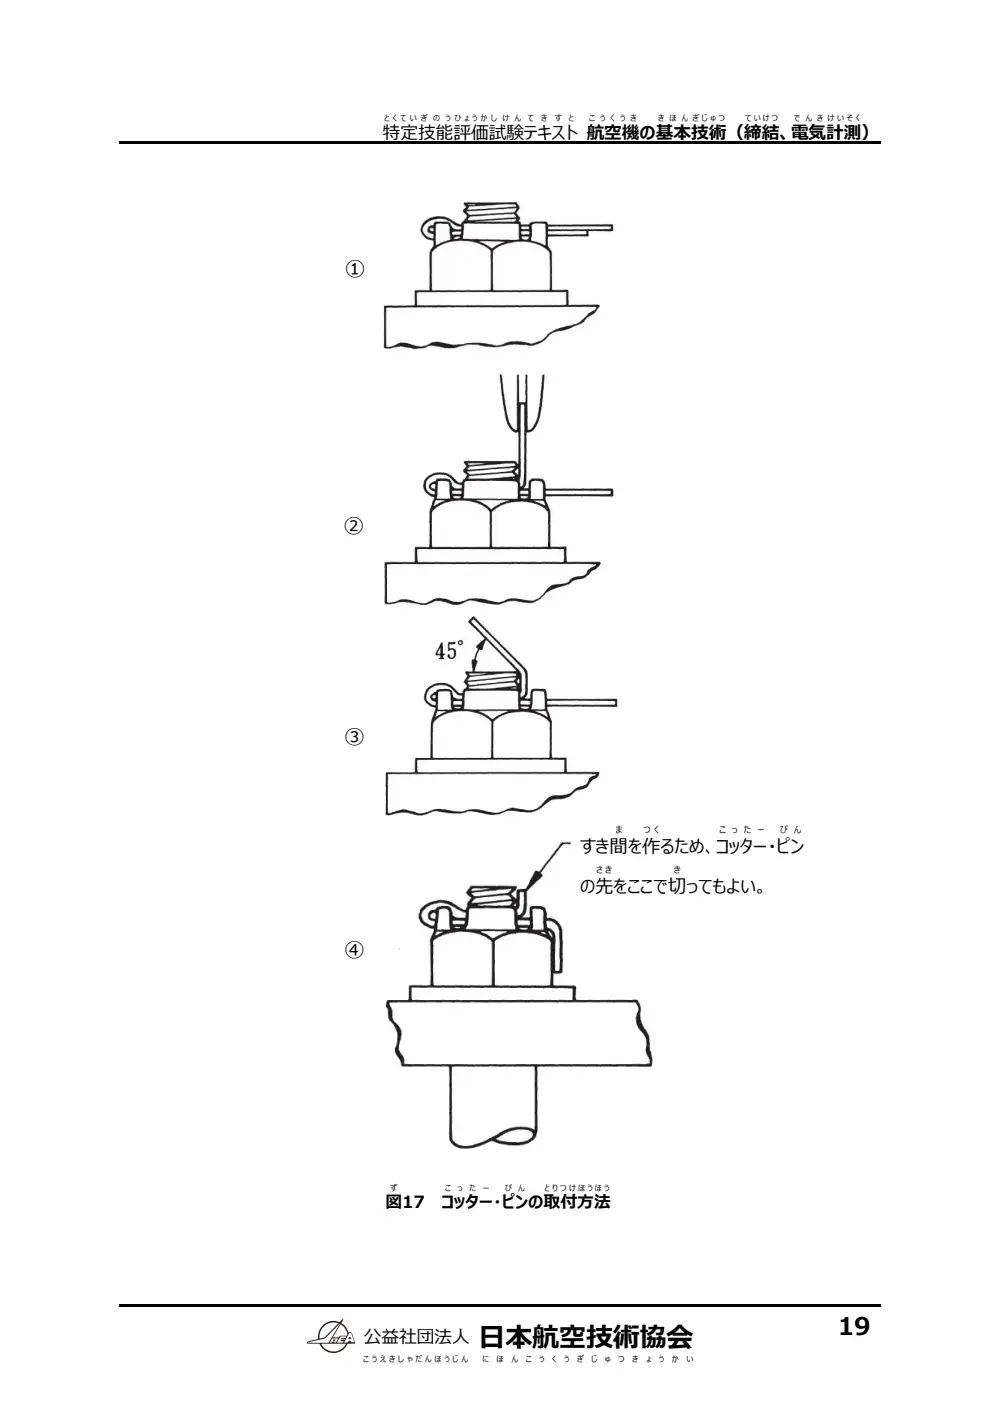 とくていぎのうひょうかしけんてきすと こうくうき きほんぎじゅつ ていけつ でんきけいそく
特定技能評価試験テキスト 航空機の基本技術（締結、電気計測）
①
②
45°
③
ま つく こったー ぴん
すき間を作るため、コッター・ピン
さき き
の先をここで切ってもよい。
④
ず こったー ぴん とりつけほうほう
図17 コッター・ピンの取付方法
19
JAEA 公益社団法人 日本航空技術協会
こうえきしゃだんほうじん にほんこうくうぎじゅつきょうかい